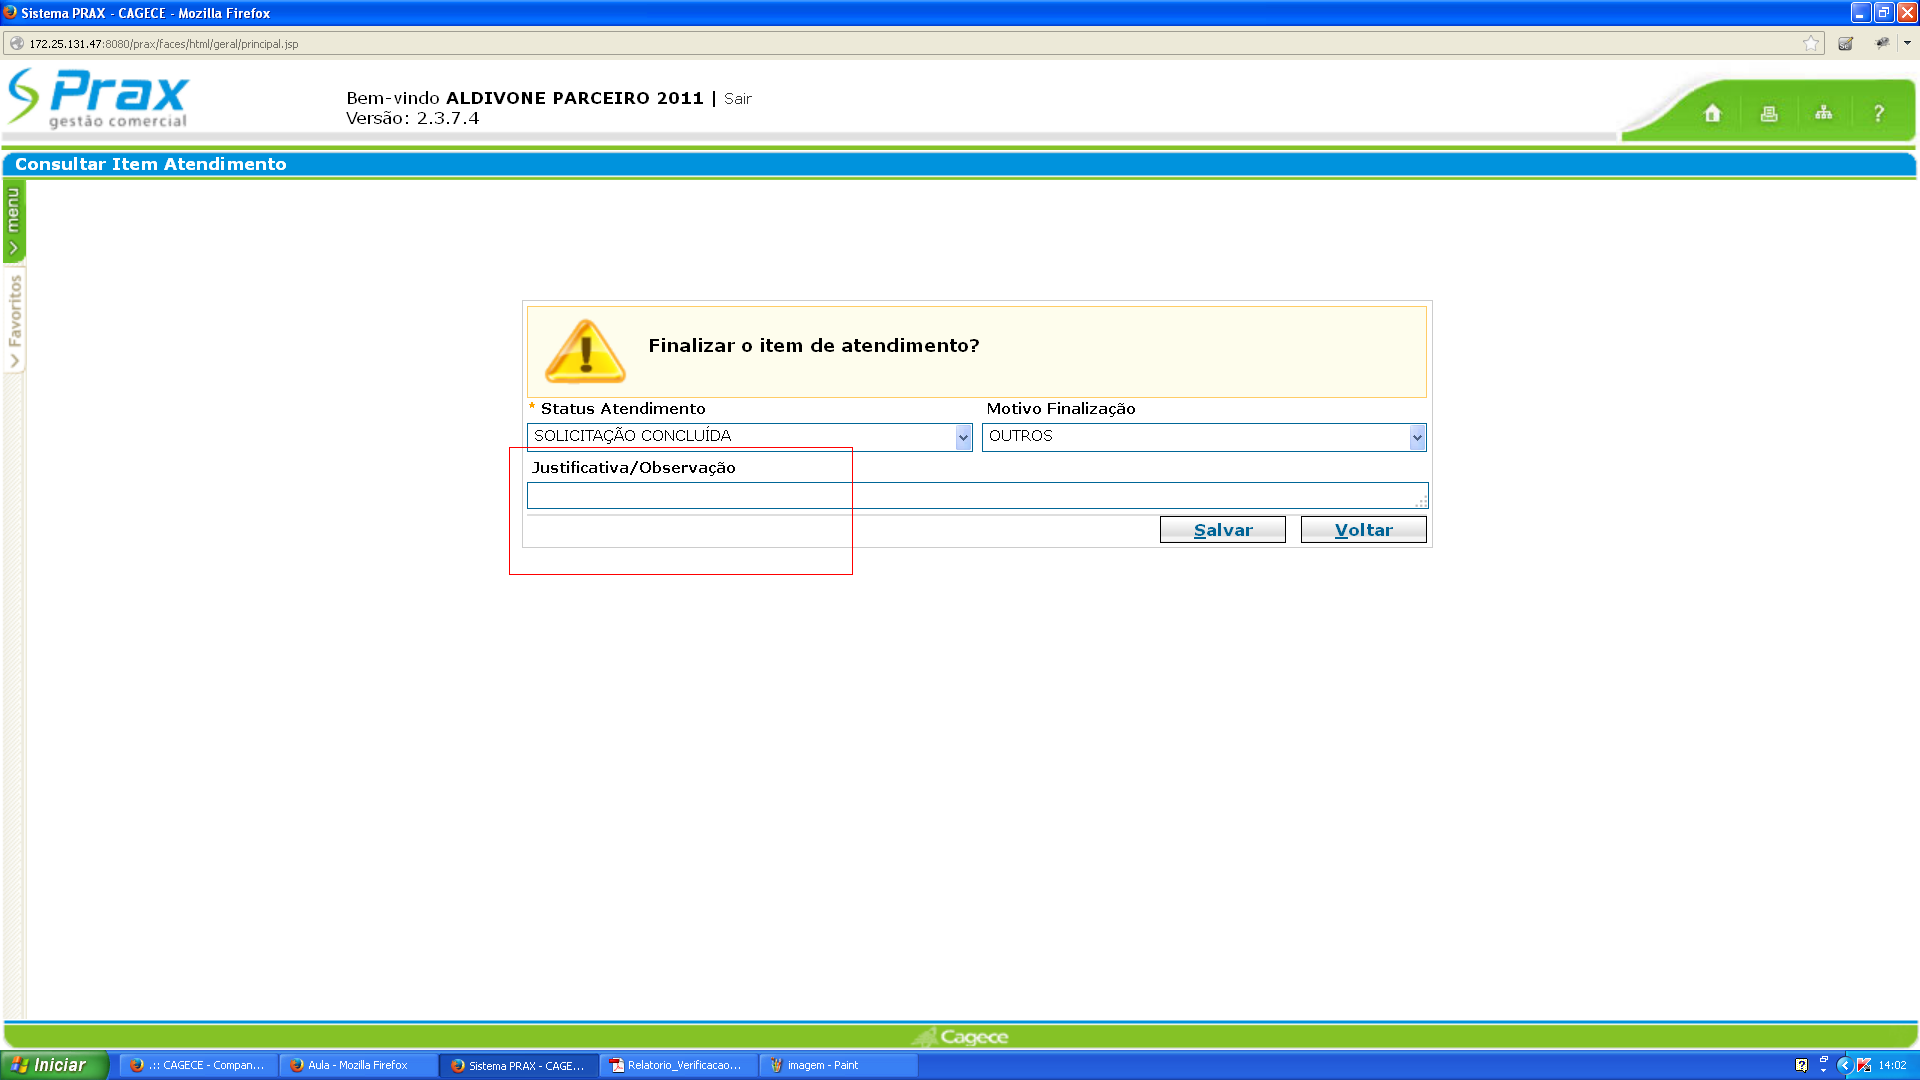 Sistema PRAX - CAGECE - Mozilla Firefox
172.25.131.47:8080/prax/faces/html/geral/principal.jsp
Prax
gestão comercial
Bem-vindo ALDIVONE PARCEIRO 2011 | Sair
Versão: 2.3.7.4
?
Consultar Item Atendimento
menu
Favoritos
Finalizar o item de atendimento?
* Status Atendimento Motivo Finalização
SOLICITAÇÃO CONCLUÍDA OUTROS
Justificativa/Observação
Salvar Voltar
Cagece
Iniciar .:: CAGECE - Compan... Aula - Mozilla Firefox Sistema PRAX - CAGE... Relatorio_Verificacao... imagem - Paint 14:02